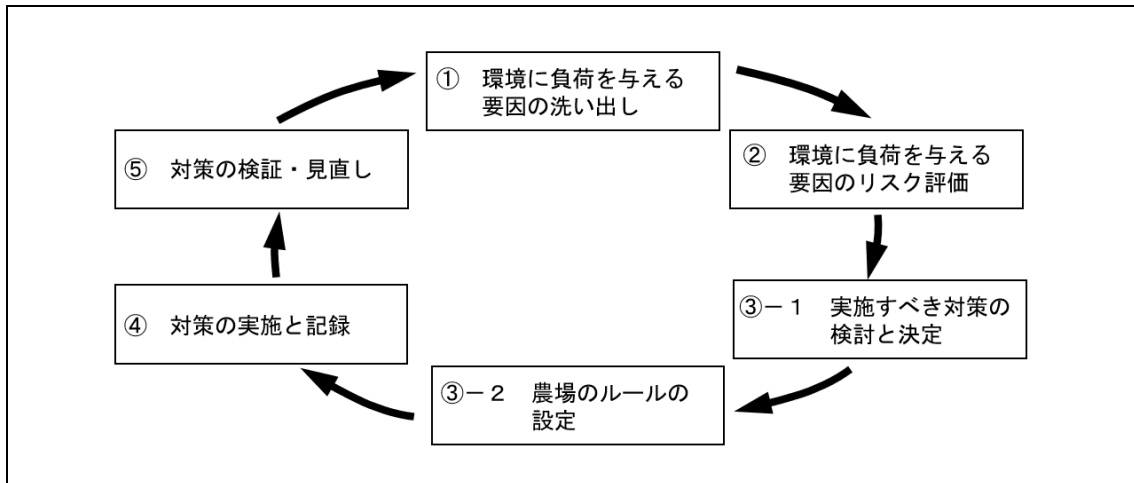 ① 環境に負荷を与える
要因の洗い出し
② 環境に負荷を与える
要因のリスク評価
③－１ 実施すべき対策の
検討と決定
③－２ 農場のルールの
設定
④ 対策の実施と記録
⑤ 対策の検証・見直し